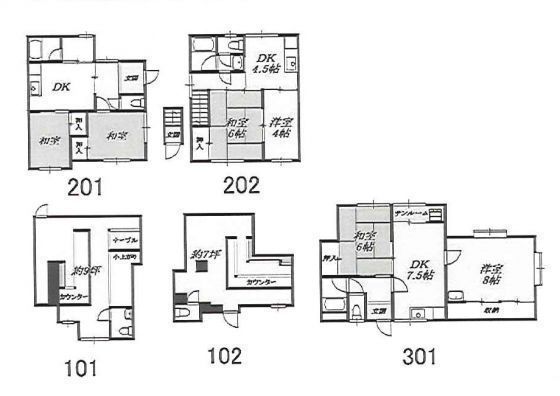 DK
玄関
押入
和室
押入
和室
201
DK
4.5帖
和室
6帖
洋室
4帖
押入
玄関
202
テーブル
小上がり
約9坪
カウンター
101
約7坪
カウンター
102
サンルーム
和室
6帖
押入
DK
7.5帖
洋室
8帖
玄関
収納
301